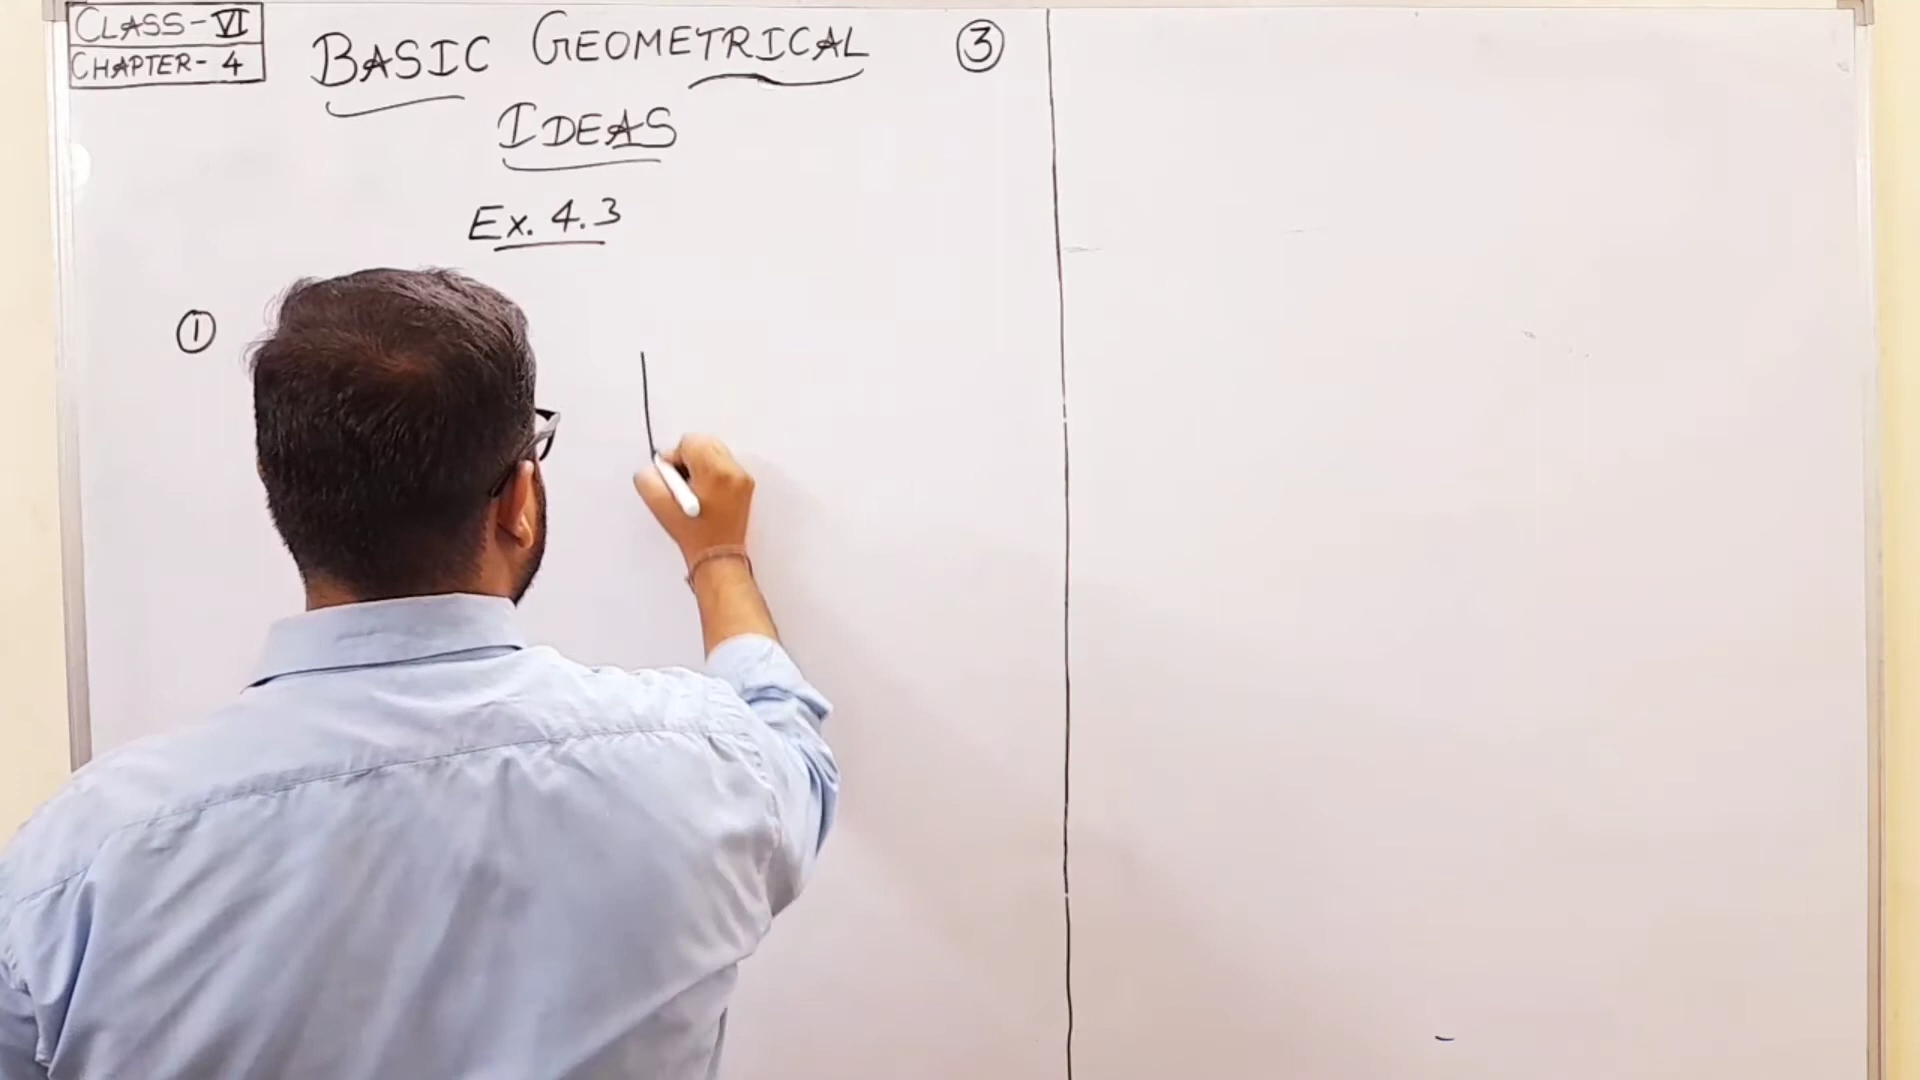 CLASS-VI
CHAPTER-4
BASIC GEOMETRICAL ③
IDEAS
Ex. 4.3
①